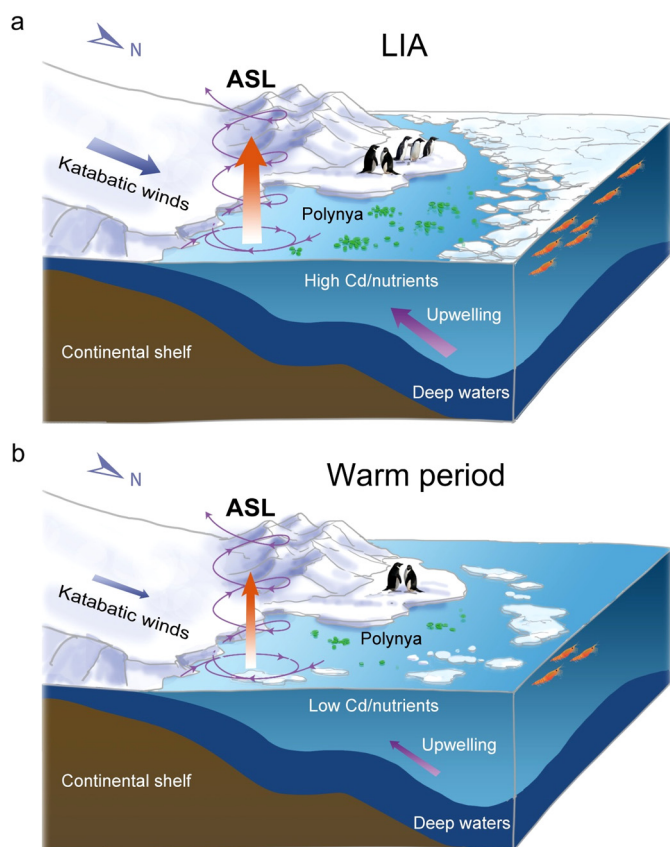 a
N
LIA
ASL
Katabatic winds
Polynya
High Cd/nutrients
Upwelling
Continental shelf
Deep waters
b
N
Warm period
ASL
Katabatic winds
Polynya
Low Cd/nutrients
Upwelling
Continental shelf
Deep waters